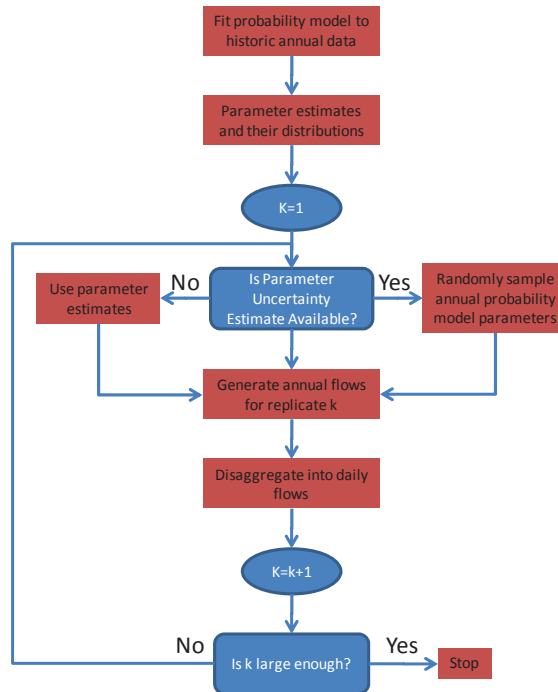 Fit probability model to
historic annual data
Parameter estimates
and their distributions
K=1
No
Is Parameter
Uncertainty
Estimate Available?
Yes
Use parameter
estimates
Randomly sample
annual probability
model parameters
Generate annual flows
for replicate k
Disaggregate into daily
flows
K=k+1
No
Is k large enough?
Yes
Stop